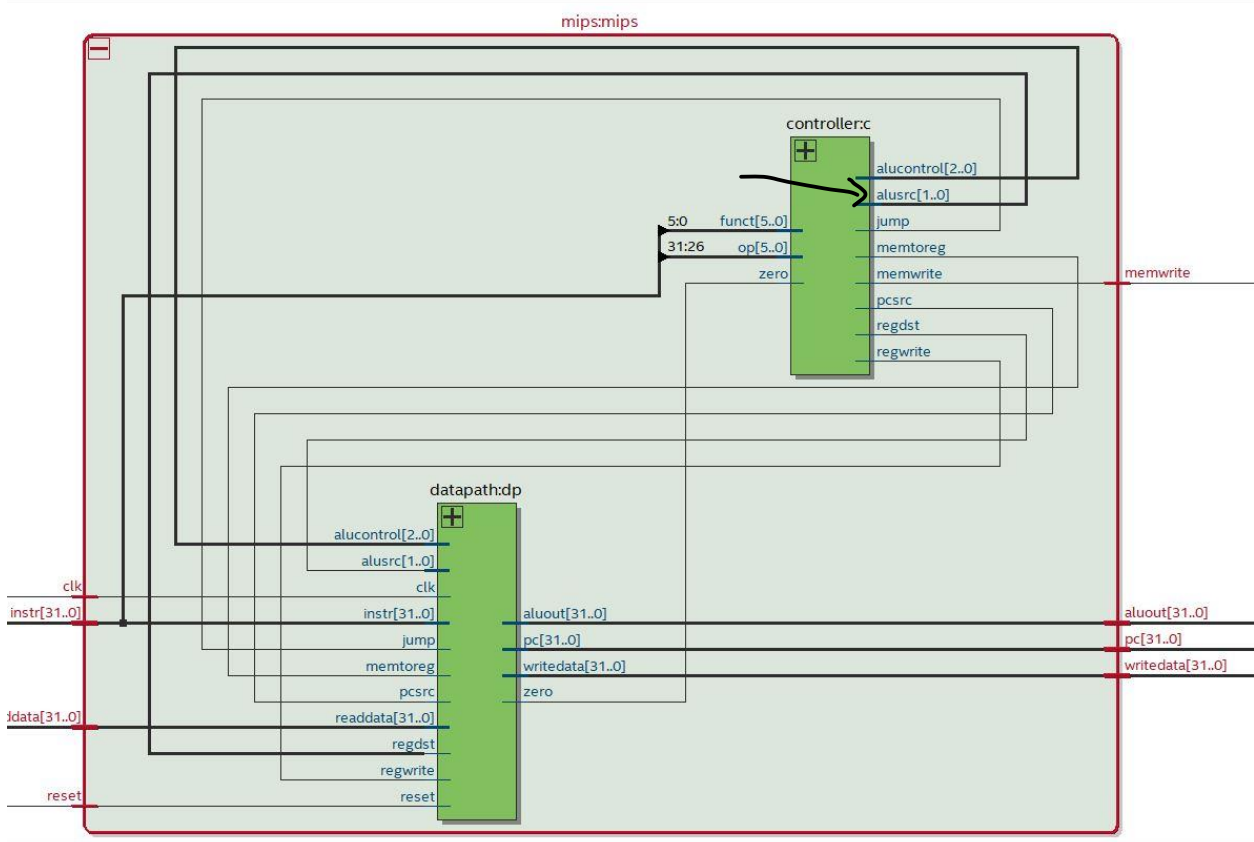 mips:mips
controller:c
alucontrol[2..0]
alusrc[1..0]
5:0 funct[5..0] jump
31:26 op[5..0] memtoreg
zero memwrite memwrite
pcsrc
regdst
regwrite
datapath:dp
alucontrol[2..0]
alusrc[1..0]
clk clk
instr[31..0] instr[31..0] aluout[31..0] aluout[31..0]
jump pc[31..0] pc[31..0]
memtoreg writedata[31..0] writedata[31..0]
pcsrc zero
ddata[31..0] readdata[31..0]
regdst
regwrite
reset reset